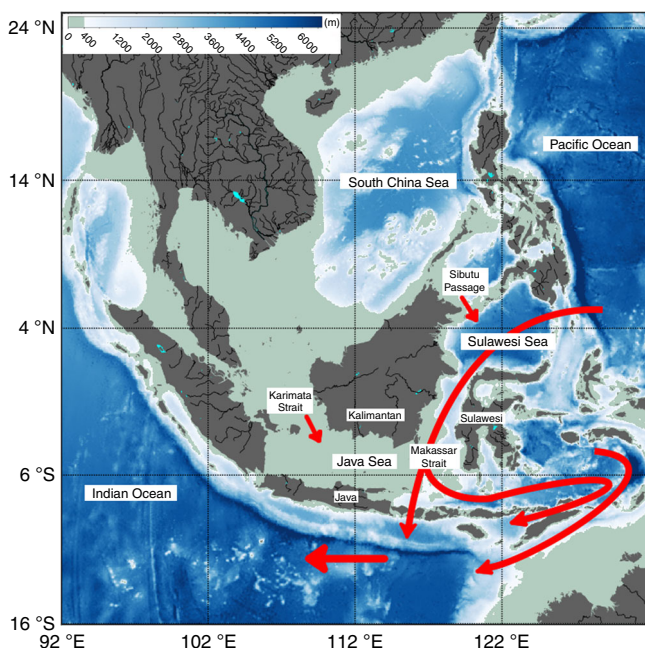 24 °N
(m)
0 400 1200 2000 2800 3600 4400 5200 6000
Pacific Ocean
14 °N
South China Sea
Sibutu
Passage
4 °N
Sulawesi Sea
Karimata
Strait
Kalimantan
Sulawesi
Makassar
Strait
Java Sea
6 °S
Indian Ocean
Java
16 °S
92 °E 102 °E 112 °E 122 °E